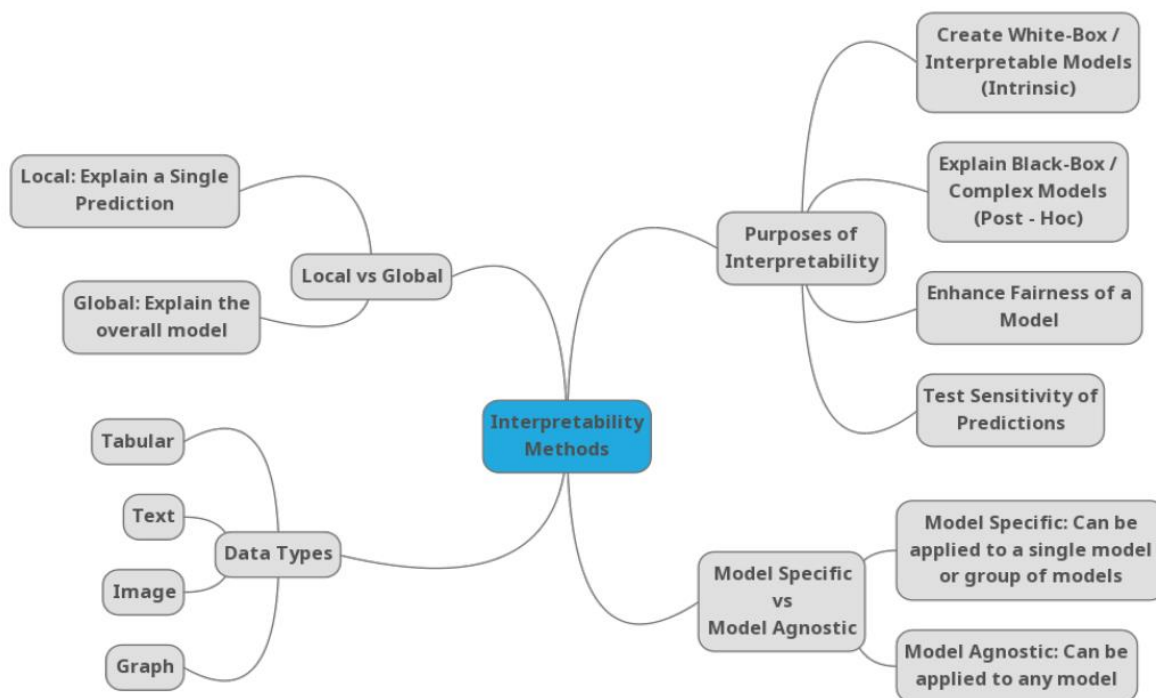 Create White-Box /
Interpretable Models
(Intrinsic)
Local: Explain a Single
Prediction
Explain Black-Box /
Complex Models
(Post - Hoc)
Purposes of
Interpretability
Local vs Global
Global: Explain the
overall model
Enhance Fairness of a
Model
Test Sensitivity of
Predictions
Interpretability
Methods
Tabular
Text
Data Types
Image
Graph
Model Specific: Can be
applied to a single model
or group of models
Model Specific
vs
Model Agnostic
Model Agnostic: Can be
applied to any model